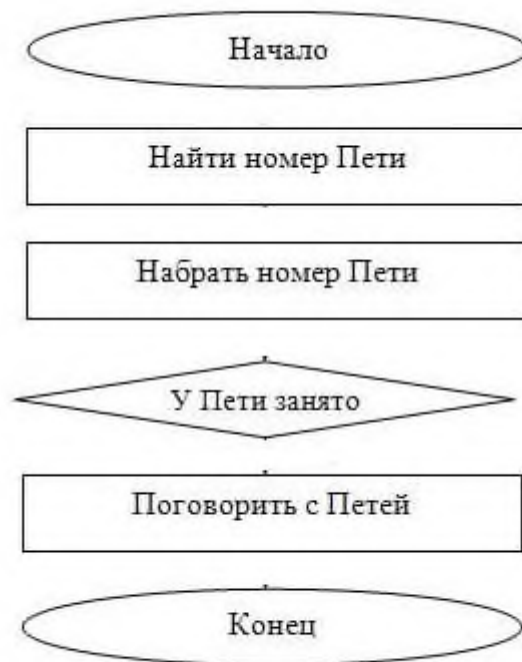 Начало
Найти номер Пети
Набрать номер Пети
У Пети занято
Поговорить с Петей
Конец